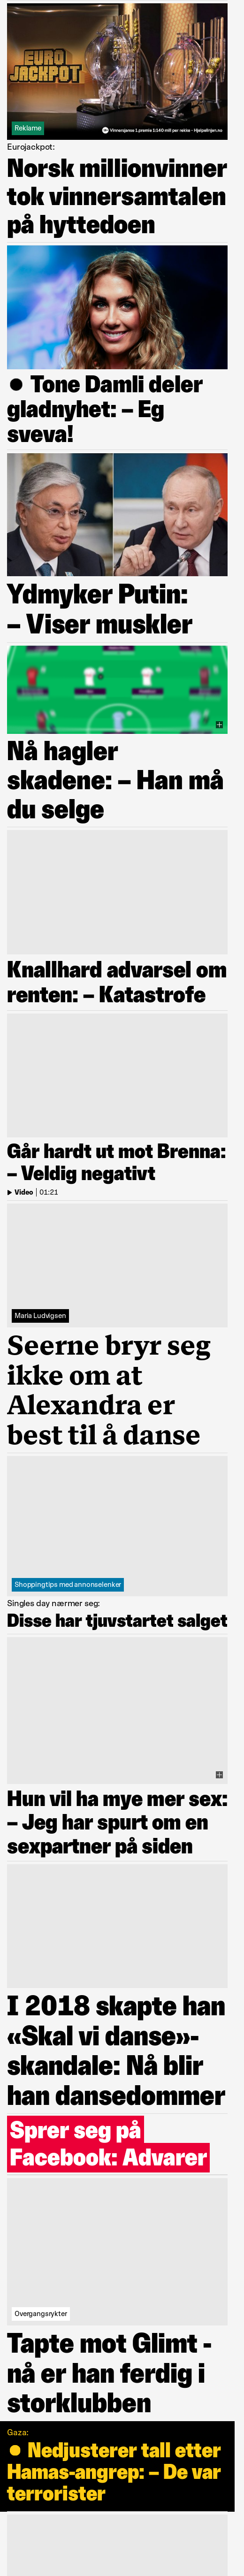 EURO
JACKPOT
Reklame
Vinnersjanse 1.premie 1:140 mill per rekke - Hjelpelinjen.no
Eurojackpot:
Norsk millionvinner
tok vinnersamtalen
på hyttedoen
● Tone Damli deler
gladnyhet: – Eg
sveva!
Ydmyker Putin:
– Viser muskler
Nå hagler
skadene: – Han må
du selge
Knallhard advarsel om
renten: – Katastrofe
Går hardt ut mot Brenna:
– Veldig negativt
Video | 01:21
Maria Ludvigsen
Seerne bryr seg
ikke om at
Alexandra er
best til å danse
Shoppingtips med annonselenker
Singles day nærmer seg:
Disse har tjuvstartet salget
Hun vil ha mye mer sex:
– Jeg har spurt om en
sexpartner på siden
I 2018 skapte han
«Skal vi danse»-
skandale: Nå blir
han dansedommer
Sprer seg på
Facebook: Advarer
Overgangsrykter
Tapte mot Glimt -
nå er han ferdig i
storklubben
Gaza:
● Nedjusterer tall etter
Hamas-angrep: – De var
terrorister